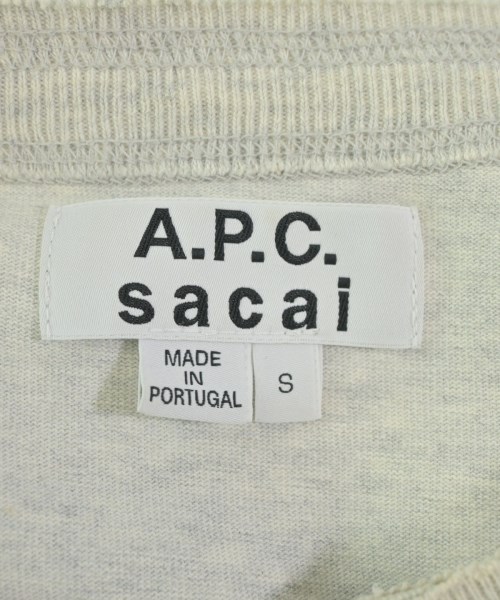 A.P.C.
sacai
MADE
IN
PORTUGAL
S